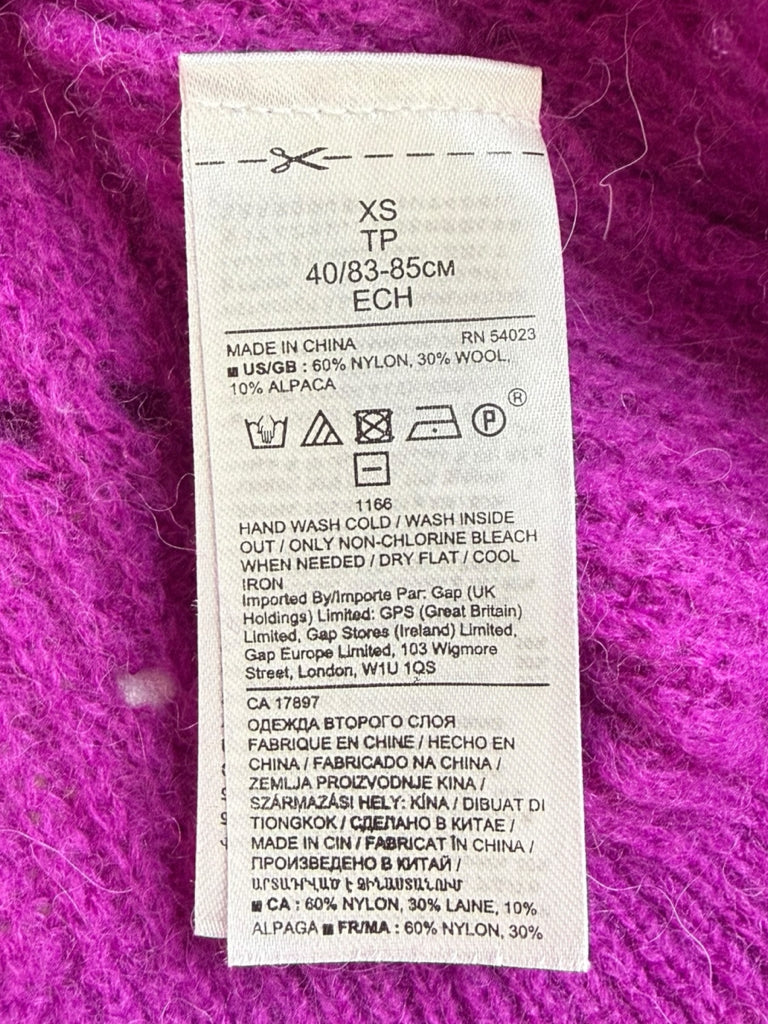 XS
TP
40/83-85CM
ECH
MADE IN CHINA RN 54023
■ US/GB : 60% NYLON, 30% WOOL,
10% ALPACA
P ®
1166
HAND WASH COLD / WASH INSIDE
OUT / ONLY NON-CHLORINE BLEACH
WHEN NEEDED / DRY FLAT / COOL
IRON
Imported By/Importe Par: Gap (UK
Holdings) Limited: GPS (Great Britain)
Limited, Gap Stores (Ireland) Limited,
Gap Europe Limited, 103 Wigmore
Street, London, W1U 1QS
CA 17897
ОДЕЖДА ВТОРОГО СЛОЯ
FABRIQUE EN CHINE / HECHO EN
CHINA / FABRICADO NA CHINA /
ZEMLJA PROIZVODNJE KINA /
SZÁRMAZÁSI HELY: KÍNA / DIBUAT DI
TIONGKOK / СДЕЛАНО В КИТАЕ /
MADE IN CIN / FABRICAT ÎN CHINA /
ПРОИЗВЕДЕНО В КИТАЙ /
ԱՐՏԱԴՐՎԱԾ Է ՉԻՆԱՍՏԱՆՈՒՄ
■ CA : 60% NYLON, 30% LAINE, 10%
ALPAGA ■ FR/MA : 60% NYLON, 30%